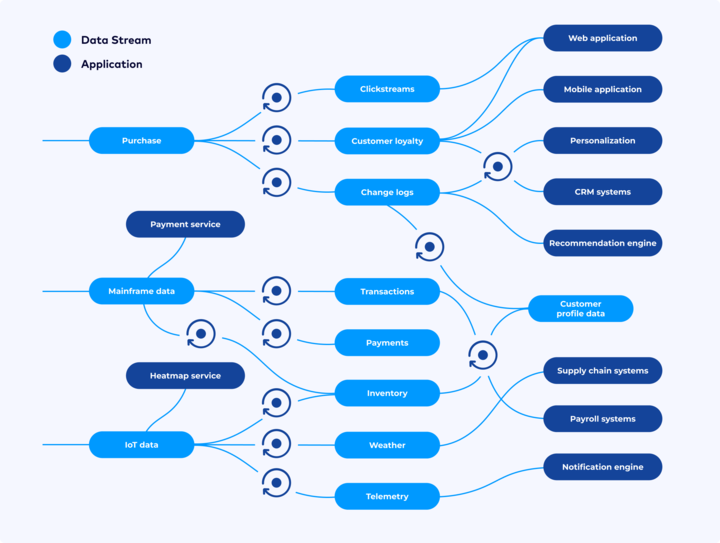 Data Stream
Application
Web application
Clickstreams
Mobile application
Purchase
Customer loyalty
Personalization
Change logs
CRM systems
Payment service
Recommendation engine
Mainframe data
Transactions
Customer
profile data
Payments
Heatmap service
Supply chain systems
Inventory
Payroll systems
IoT data
Weather
Notification engine
Telemetry